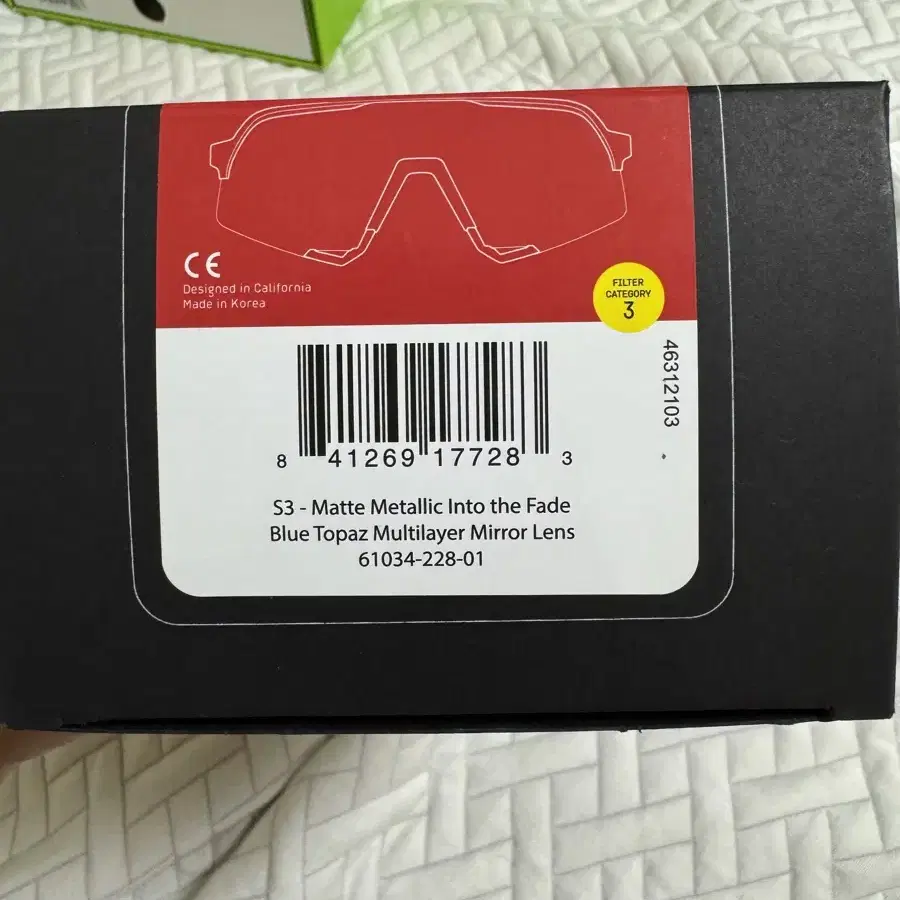 CE
Designed in California
Made in Korea
FILTER
CATEGORY
3
46312103
8 41269 17728 3
S3 - Matte Metallic Into the Fade
Blue Topaz Multilayer Mirror Lens
61034-228-01